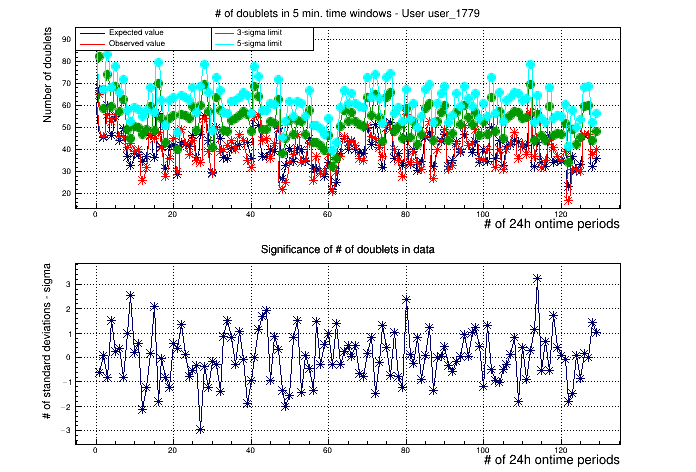 # of doublets in 5 min. time windows - User user_1779
Number of doublets
Expected value
Observed value
3-sigma limit
5-sigma limit
90
80
70
60
50
40
30
20
0 20 40 60 80 100 120
# of 24h ontime periods
Significance of # of doublets in data
# of standard deviations - sigma
3
2
1
0
-1
-2
-3
0 20 40 60 80 100 120
# of 24h ontime periods